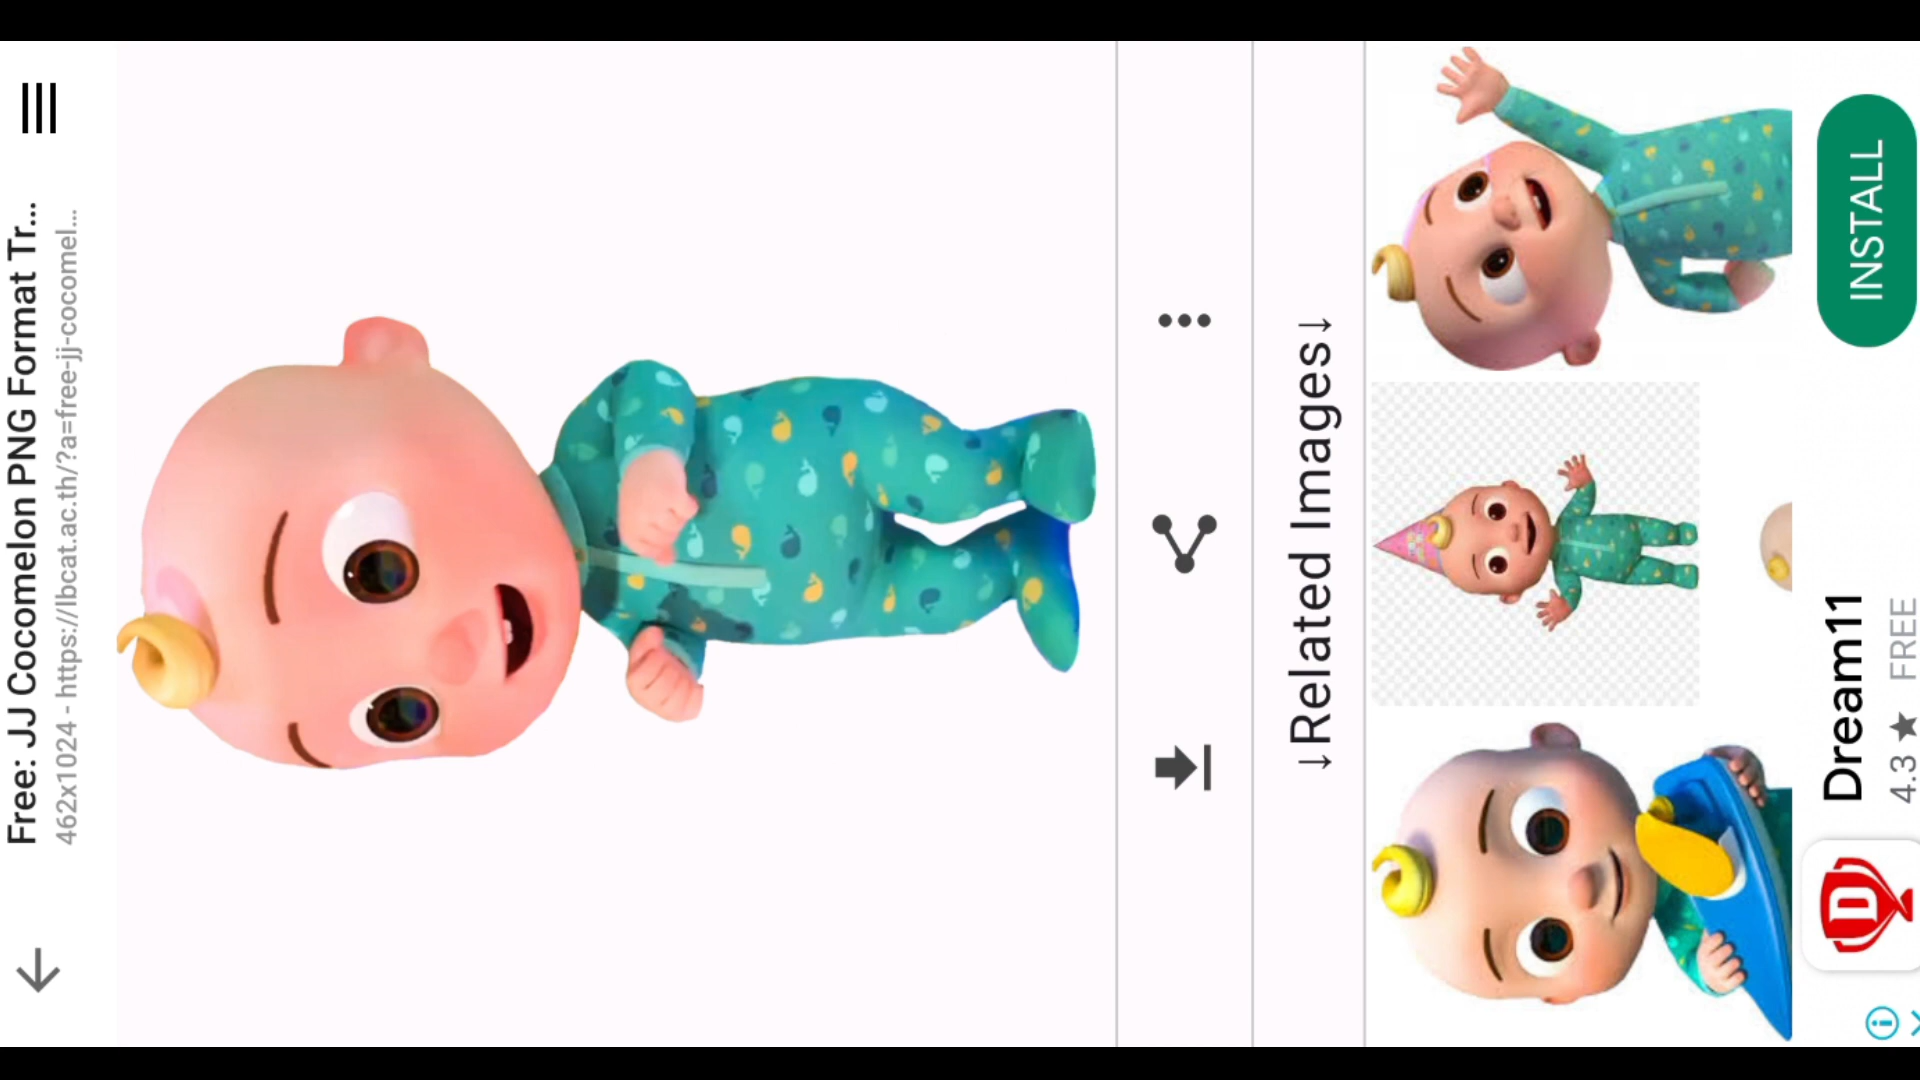 Free: JJ Cocomelon PNG Format Tr...
462x1024 - https://lbcat.ac.th/?a=free-jj-cocomel...
↓Related Images↓
D
Dream11
4.3 ★ FREE
INSTALL